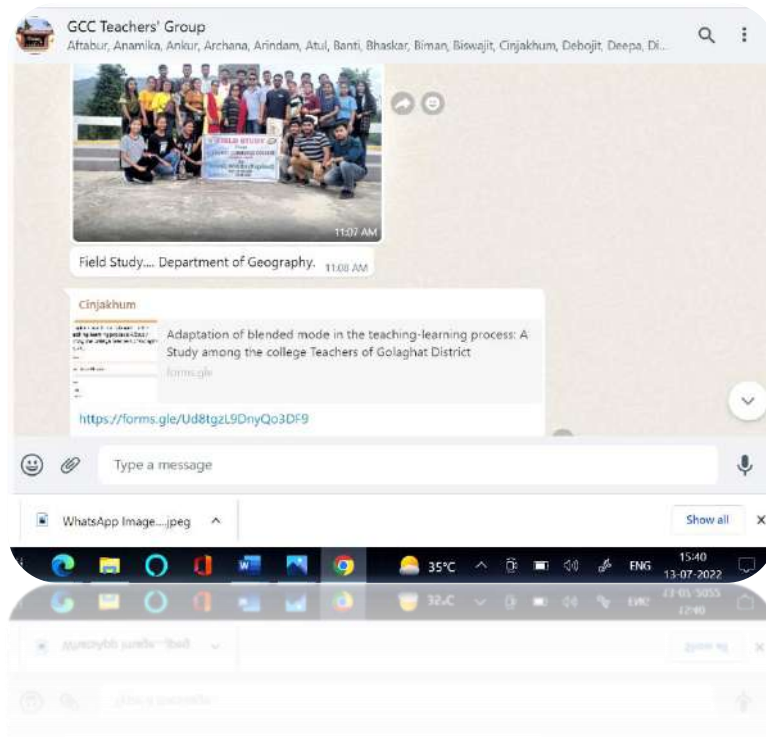 GCC Teachers' Group
Aftabur, Anamika, Ankur, Archana, Arindam, Atul, Banti, Bhaskar, Biman, Biswajit, Cinjakhum, Debojit, Deepa, Di...
FIELD STUDY
11:07 AM
Field Study.... Department of Geography. 11:08 AM
Cinjakhum
Adaptation of blended mode in the teaching-learning process: A
Study among the college Teachers of Golaghat District
forms.gle
https://forms.gle/Ud8tgzL9DnyQo3DF9
Type a message
WhatsApp Image....jpeg
Show all
35°C
ENG
15:40
13-07-2022